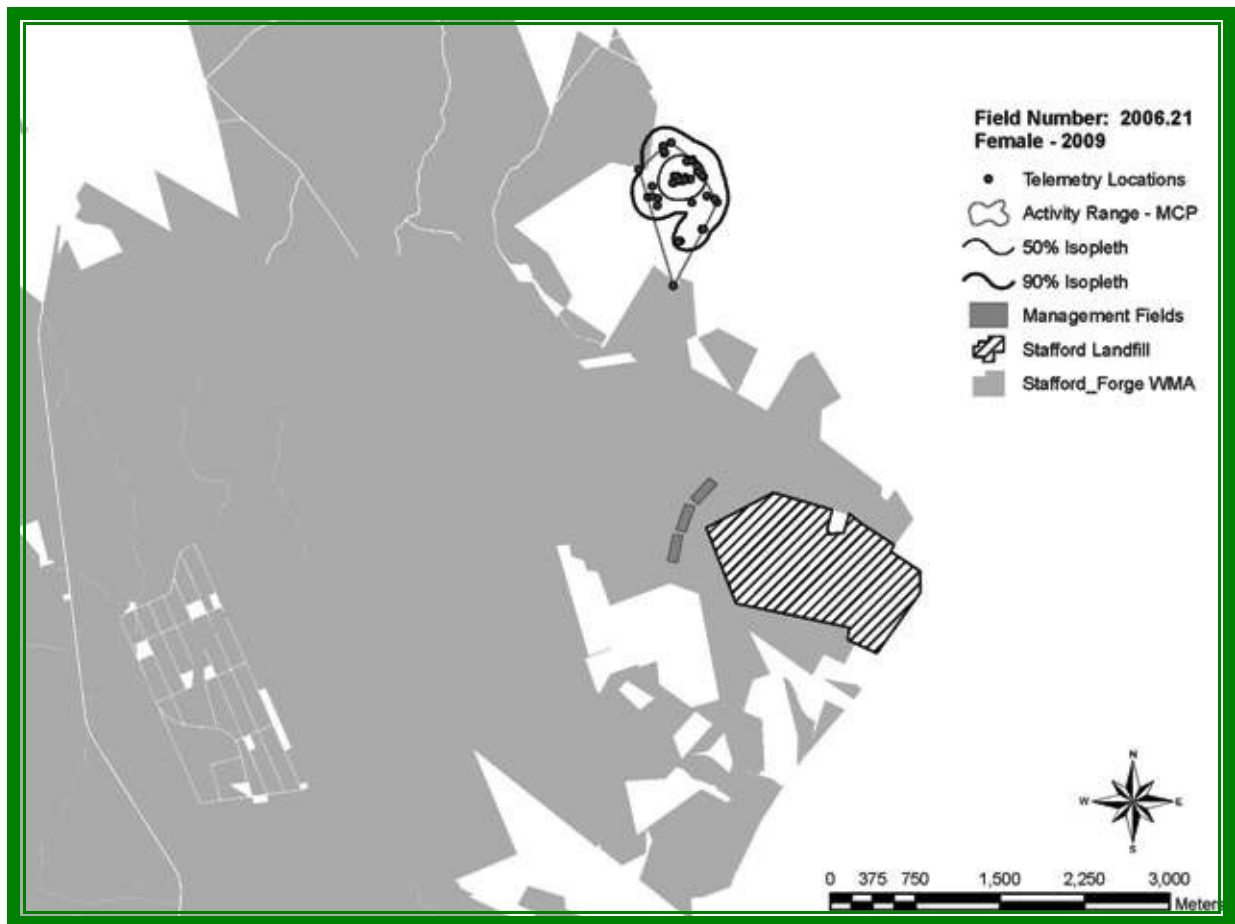 Field Number: 2006.21
Female - 2009
Telemetry Locations
Activity Range - MCP
50% Isopleth
90% Isopleth
Management Fields
Stafford Landfill
Stafford_Forge WMA
N
W E
S
0 375 750 1,500 2,250 3,000
Meters